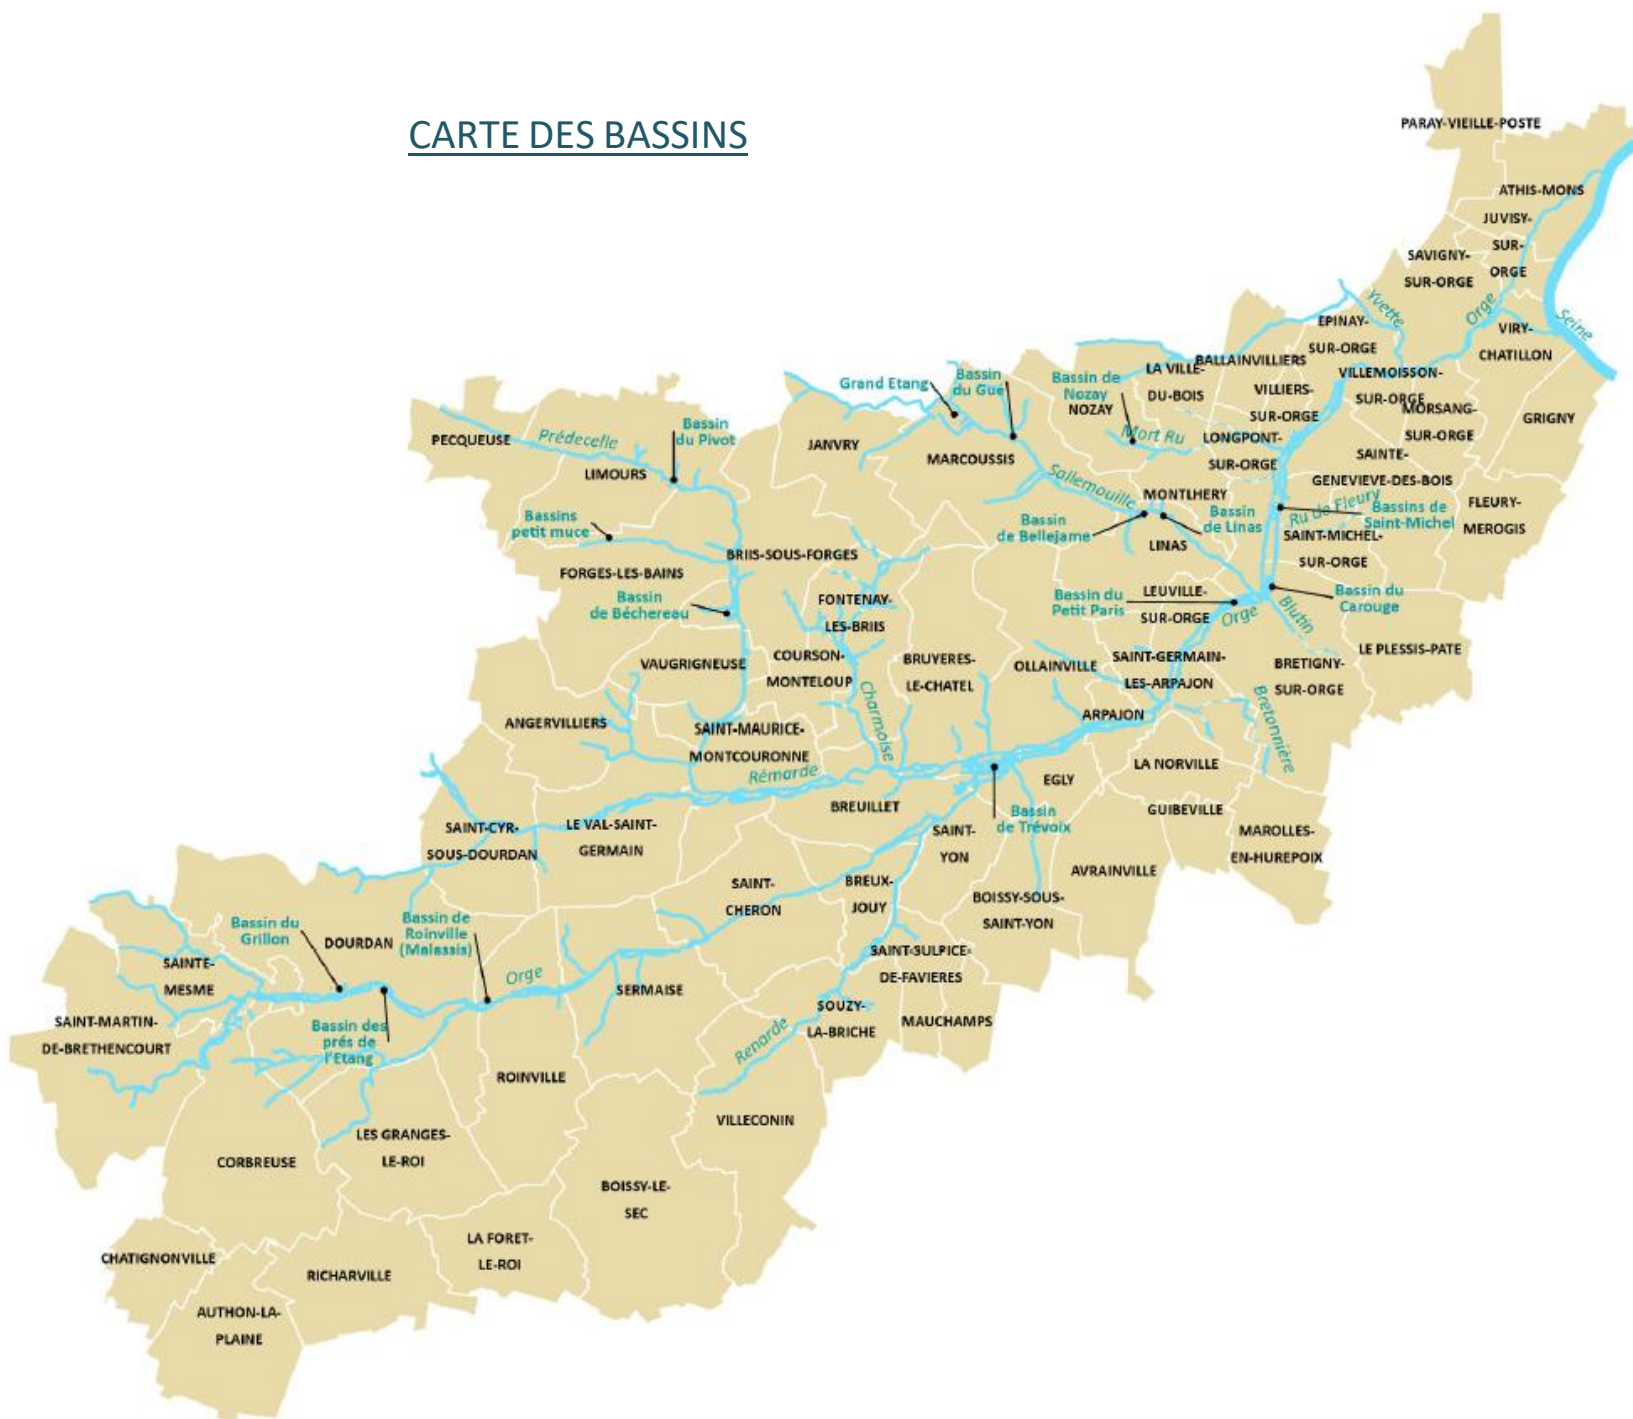 CARTE DES BASSINS
PARAY-VIEILLE-POSTE
ATHIS-MONS
JUVISY-
SUR-
ORGE
SAVIGNY-
SUR-ORGE
Orge
Seine
VIRY-
CHATILLON
Yvette
EPINAY-
SUR-ORGE
BALLAINVILLIERS
LA VILLE-
DU-BOIS
VILLIERS-
SUR-ORGE
VILLEMOISSON-
SUR-ORGE
MORSANG-
SUR-ORGE
GRIGNY
Grand Etang
Bassin
du Gué
Bassin de
Nozay
NOZAY
Mort Ru
LONGPONT-
SUR-ORGE
SAINTE-
GENEVIEVE-DES-BOIS
FLEURY-
MEROGIS
PECQUEUSE
Prédecelle
Bassin
du Pivot
LIMOURS
JANVRY
MARCOUSSIS
Sallemouille
MONTLHERY
Bassin
de Bellejame
Bassin
de Linas
LINAS
Ru de Fleury
Bassins de
Saint-Michel
SAINT-MICHEL-
SUR-ORGE
Bassins
petit muce
BRIIS-SOUS-FORGES
FORGES-LES-BAINS
Bassin
de Béchereau
FONTENAY-
LES-BRIIS
Bassin du
Petit Paris
LEUVILLE-
SUR-ORGE
Orge
Blutin
Bassin du
Carouge
LE PLESSIS-PATE
VAUGRIGNEUSE
COURSON-
MONTELOUP
BRUYERES-
LE-CHATEL
OLLAINVILLE
SAINT-GERMAIN-
LES-ARPAJON
BRETIGNY-
SUR-ORGE
Bretonnière
ANGERVILLIERS
SAINT-MAURICE-
MONTCOURONNE
Charmoise
ARPAJON
Rémarde
LA NORVILLE
EGLY
BREUILLET
GUIBEVILLE
Bassin
de Trévoix
SAINT-CYR-
SOUS-DOURDAN
LE VAL-SAINT-
GERMAIN
SAINT-
YON
MAROLLES-
EN-HUREPOIX
AVRAINVILLE
SAINT-
CHERON
BREUX-
JOUY
BOISSY-SOUS-
SAINT-YON
Bassin du
Grillon
DOURDAN
Bassin de
Roinville
(Malassis)
SAINTE-
MESME
Orge
SERMAISE
SAINT-SULPICE-
DE-FAVIERES
SAINT-MARTIN-
DE-BRETHENCOURT
Bassin des
prés de
l'Etang
SOUZY-
LA-BRICHE
MAUCHAMPS
Renarde
ROINVILLE
VILLECONIN
LES GRANGES-
LE-ROI
CORBREUSE
BOISSY-LE-
SEC
LA FORET-
LE-ROI
CHATIGNONVILLE
RICHARVILLE
AUTHON-LA-
PLAINE